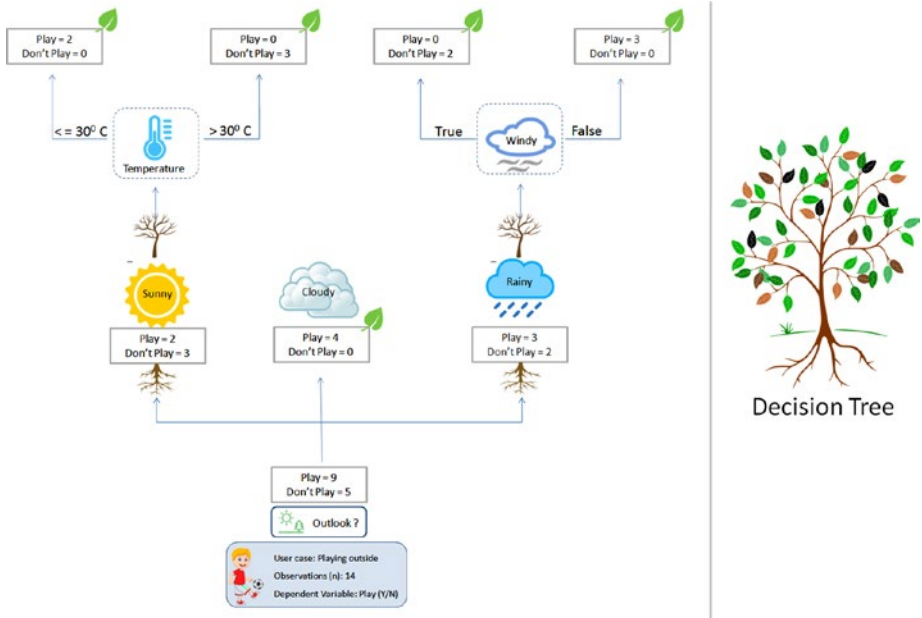 Play = 2
Don't Play = 0
Play = 0
Don't Play = 3
Play = 0
Don't Play = 2
Play = 3
Don't Play = 0
< = 30⁰ C
> 30⁰ C
Temperature
True
Windy
False
Sunny
Cloudy
Rainy
Play = 2
Don't Play = 3
Play = 4
Don't Play = 0
Play = 3
Don't Play = 2
Play = 9
Don't Play = 5
Outlook ?
User case: Playing outside
Observations (n): 14
Dependent Variable: Play (Y/N)
Decision Tree